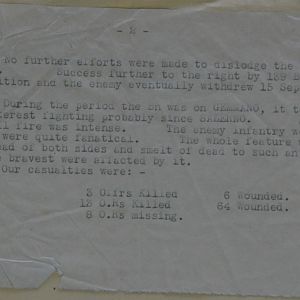 - 2 -
No further efforts were made to dislodge the
Success further to the right by 139 B
ition and the enemy eventually withdrew 15 Sep
During the period the Bn was on GEMMANO, it
terest fighting probably since SALERNO.
l fire was intense. The enemy infantry w
were quite fanatical. The whole feature
ead of both sides and smelt of dead to such an
bravest were affected by it.
Our casualties were: -
3 Offrs Killed 6 Wounded.
13 O.Rs Killed 64 Wounded.
8 O.Rs missing.